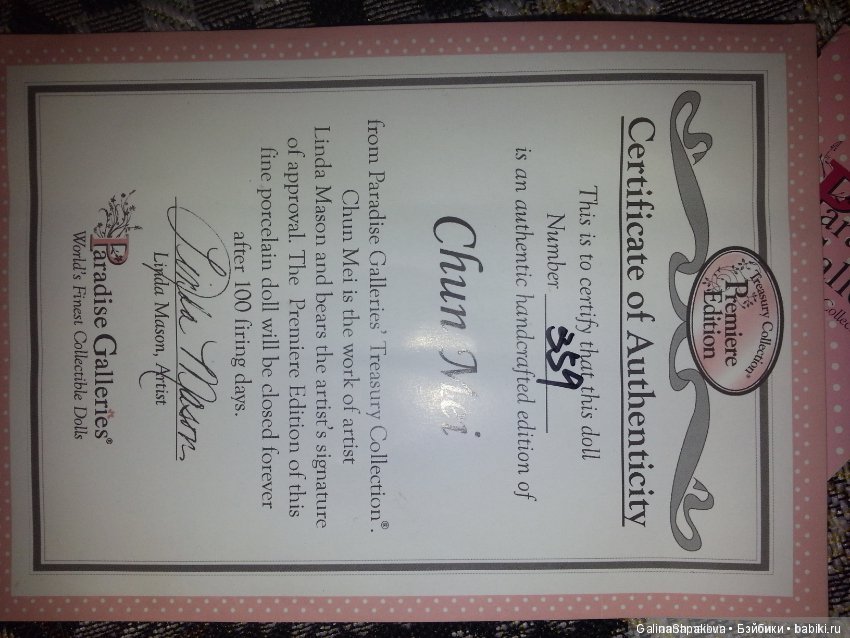 Treasury Collection®
Premiere
Edition
Certificate of Authenticity
This is to certify that this doll
Number 359
is an authentic handcrafted edition of
Chun Mei
from Paradise Galleries' Treasury Collection®.
Chun Mei is the work of artist
Linda Mason and bears the artist's signature
of approval. The Premiere Edition of this
fine porcelain doll will be closed forever
after 100 firing days.
Linda Mason
Linda Mason, Artist
Paradise Galleries®
World's Finest Collectible Dolls
GalinaShpakova • Бэйбики • babiki.ru